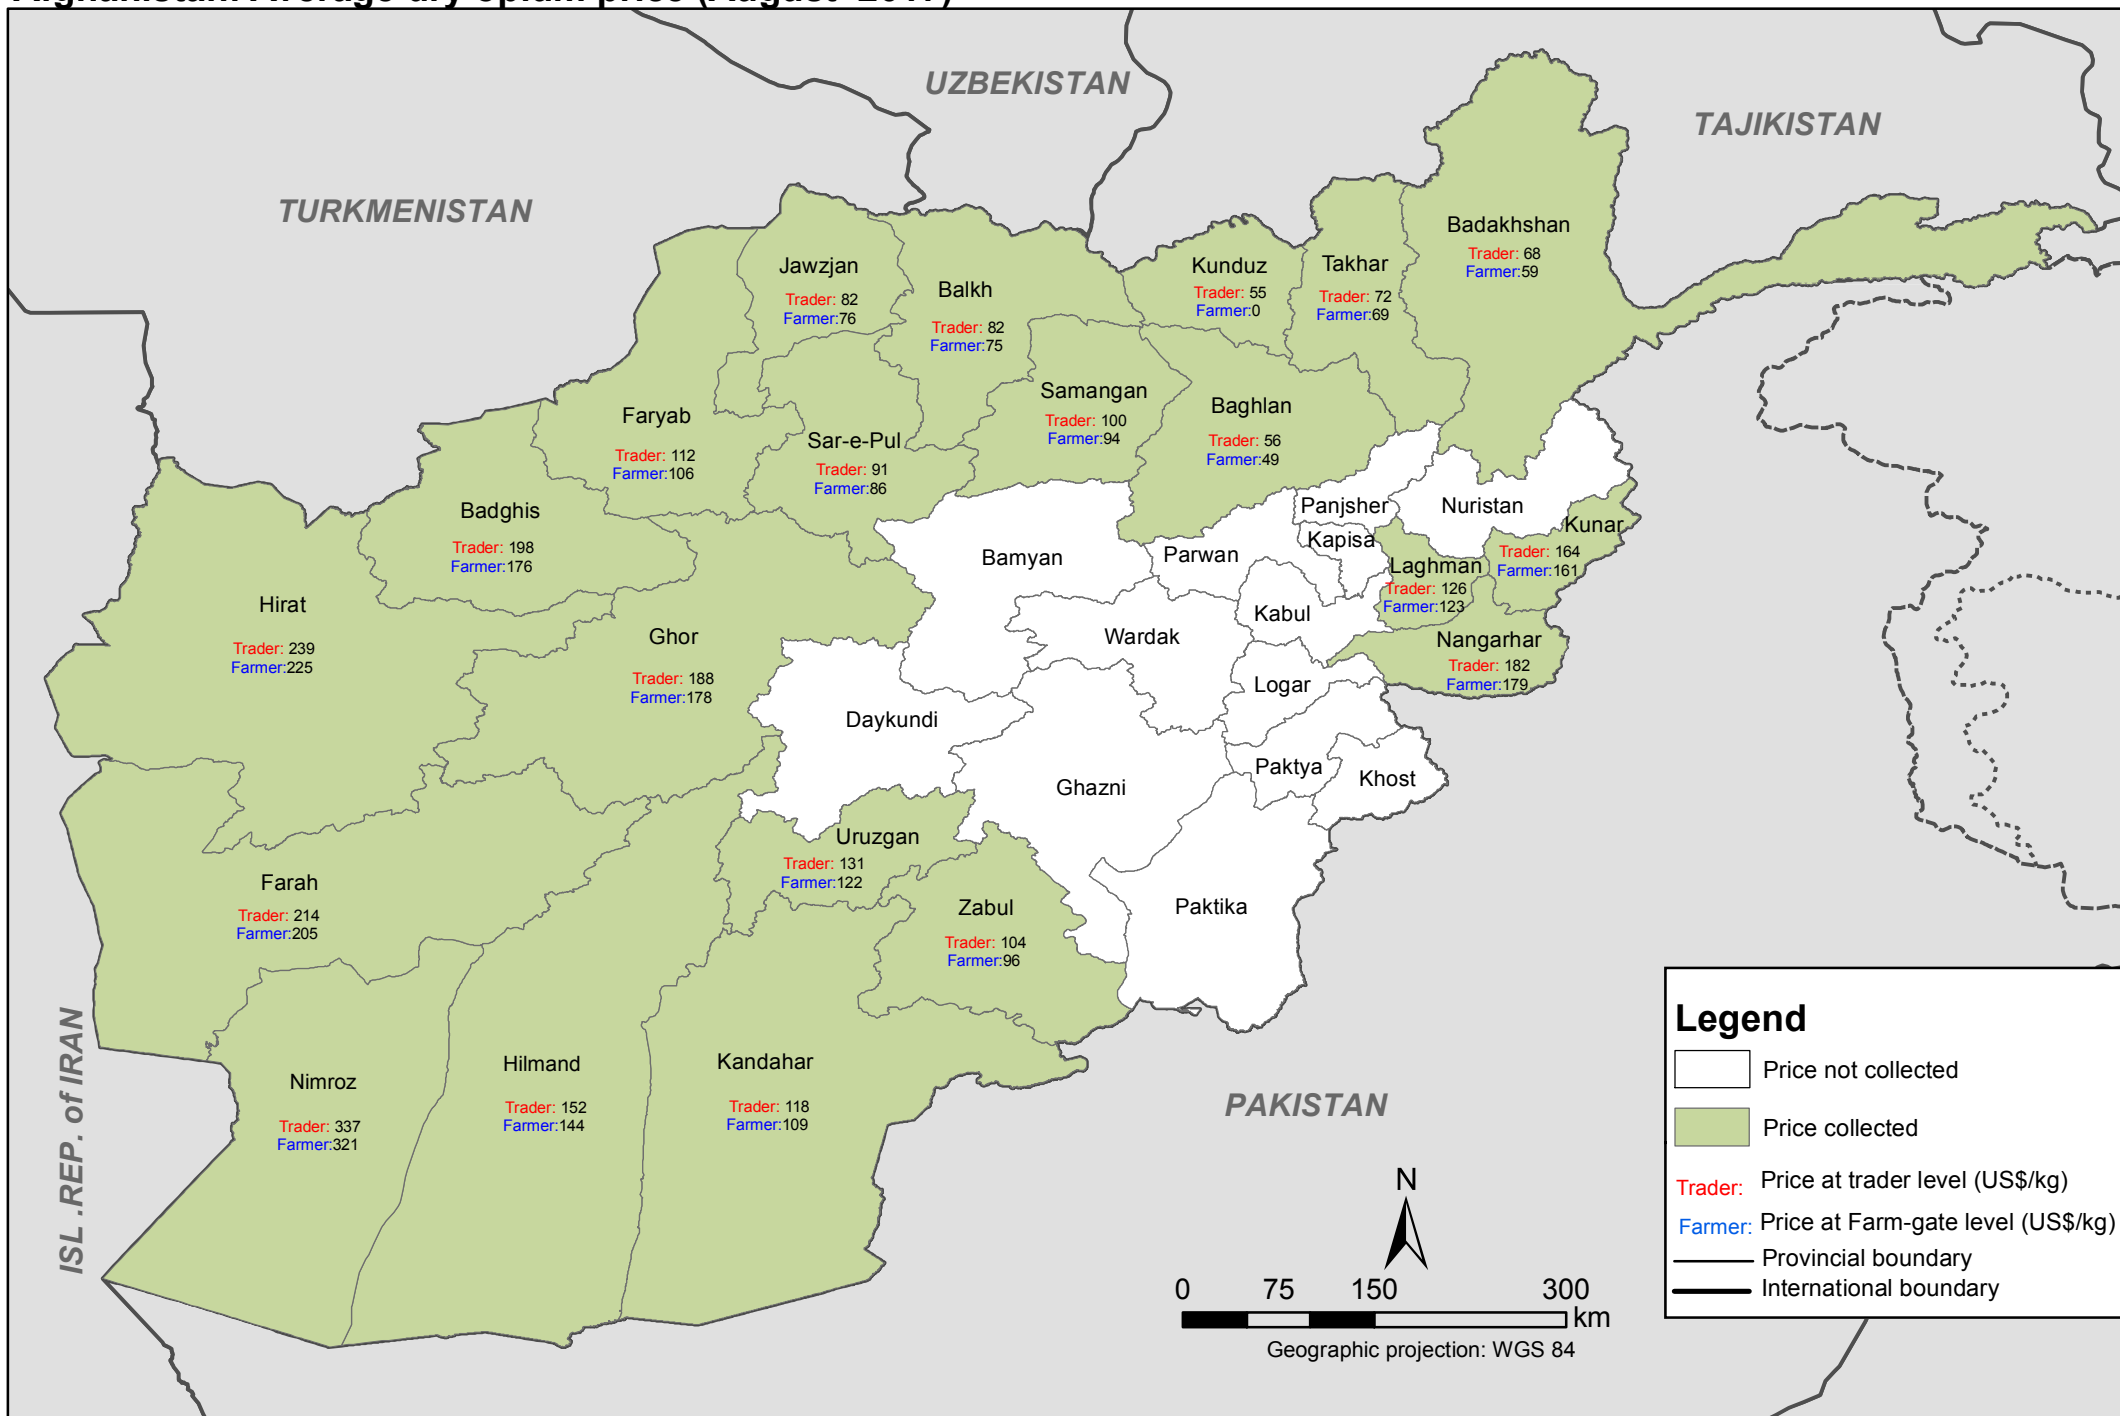 UZBEKISTAN
TAJIKISTAN
TURKMENISTAN
Badakhshan
Trader: 68
Farmer:59
Jawzjan
Trader: 82
Farmer:76
Balkh
Trader: 82
Farmer:75
Kunduz
Trader: 55
Farmer:0
Takhar
Trader: 72
Farmer:69
Samangan
Trader: 100
Farmer:94
Baghlan
Trader: 56
Farmer:49
Faryab
Trader: 112
Farmer:106
Sar-e-Pul
Trader: 91
Farmer:86
Badghis
Trader: 198
Farmer:176
Panjsher
Nuristan
Kunar
Trader: 164
Farmer:161
Kapisa
Parwan
Bamyan
Laghman
Trader: 126
Farmer:123
Hirat
Trader: 239
Farmer:225
Ghor
Trader: 188
Farmer:178
Wardak
Kabul
Nangarhar
Trader: 182
Farmer:179
Logar
Daykundi
Ghazni
Paktya
Khost
Uruzgan
Trader: 131
Farmer:122
Farah
Trader: 214
Farmer:205
Zabul
Trader: 104
Farmer:96
Paktika
Nimroz
Trader: 337
Farmer:321
Hilmand
Trader: 152
Farmer:144
Kandahar
Trader: 118
Farmer:109
ISL .REP. of IRAN
PAKISTAN
N
0 75 150 300
km
Geographic projection: WGS 84
Legend
Price not collected
Price collected
Trader: Price at trader level (US$/kg)
Farmer: Price at Farm-gate level (US$/kg)
Provincial boundary
International boundary